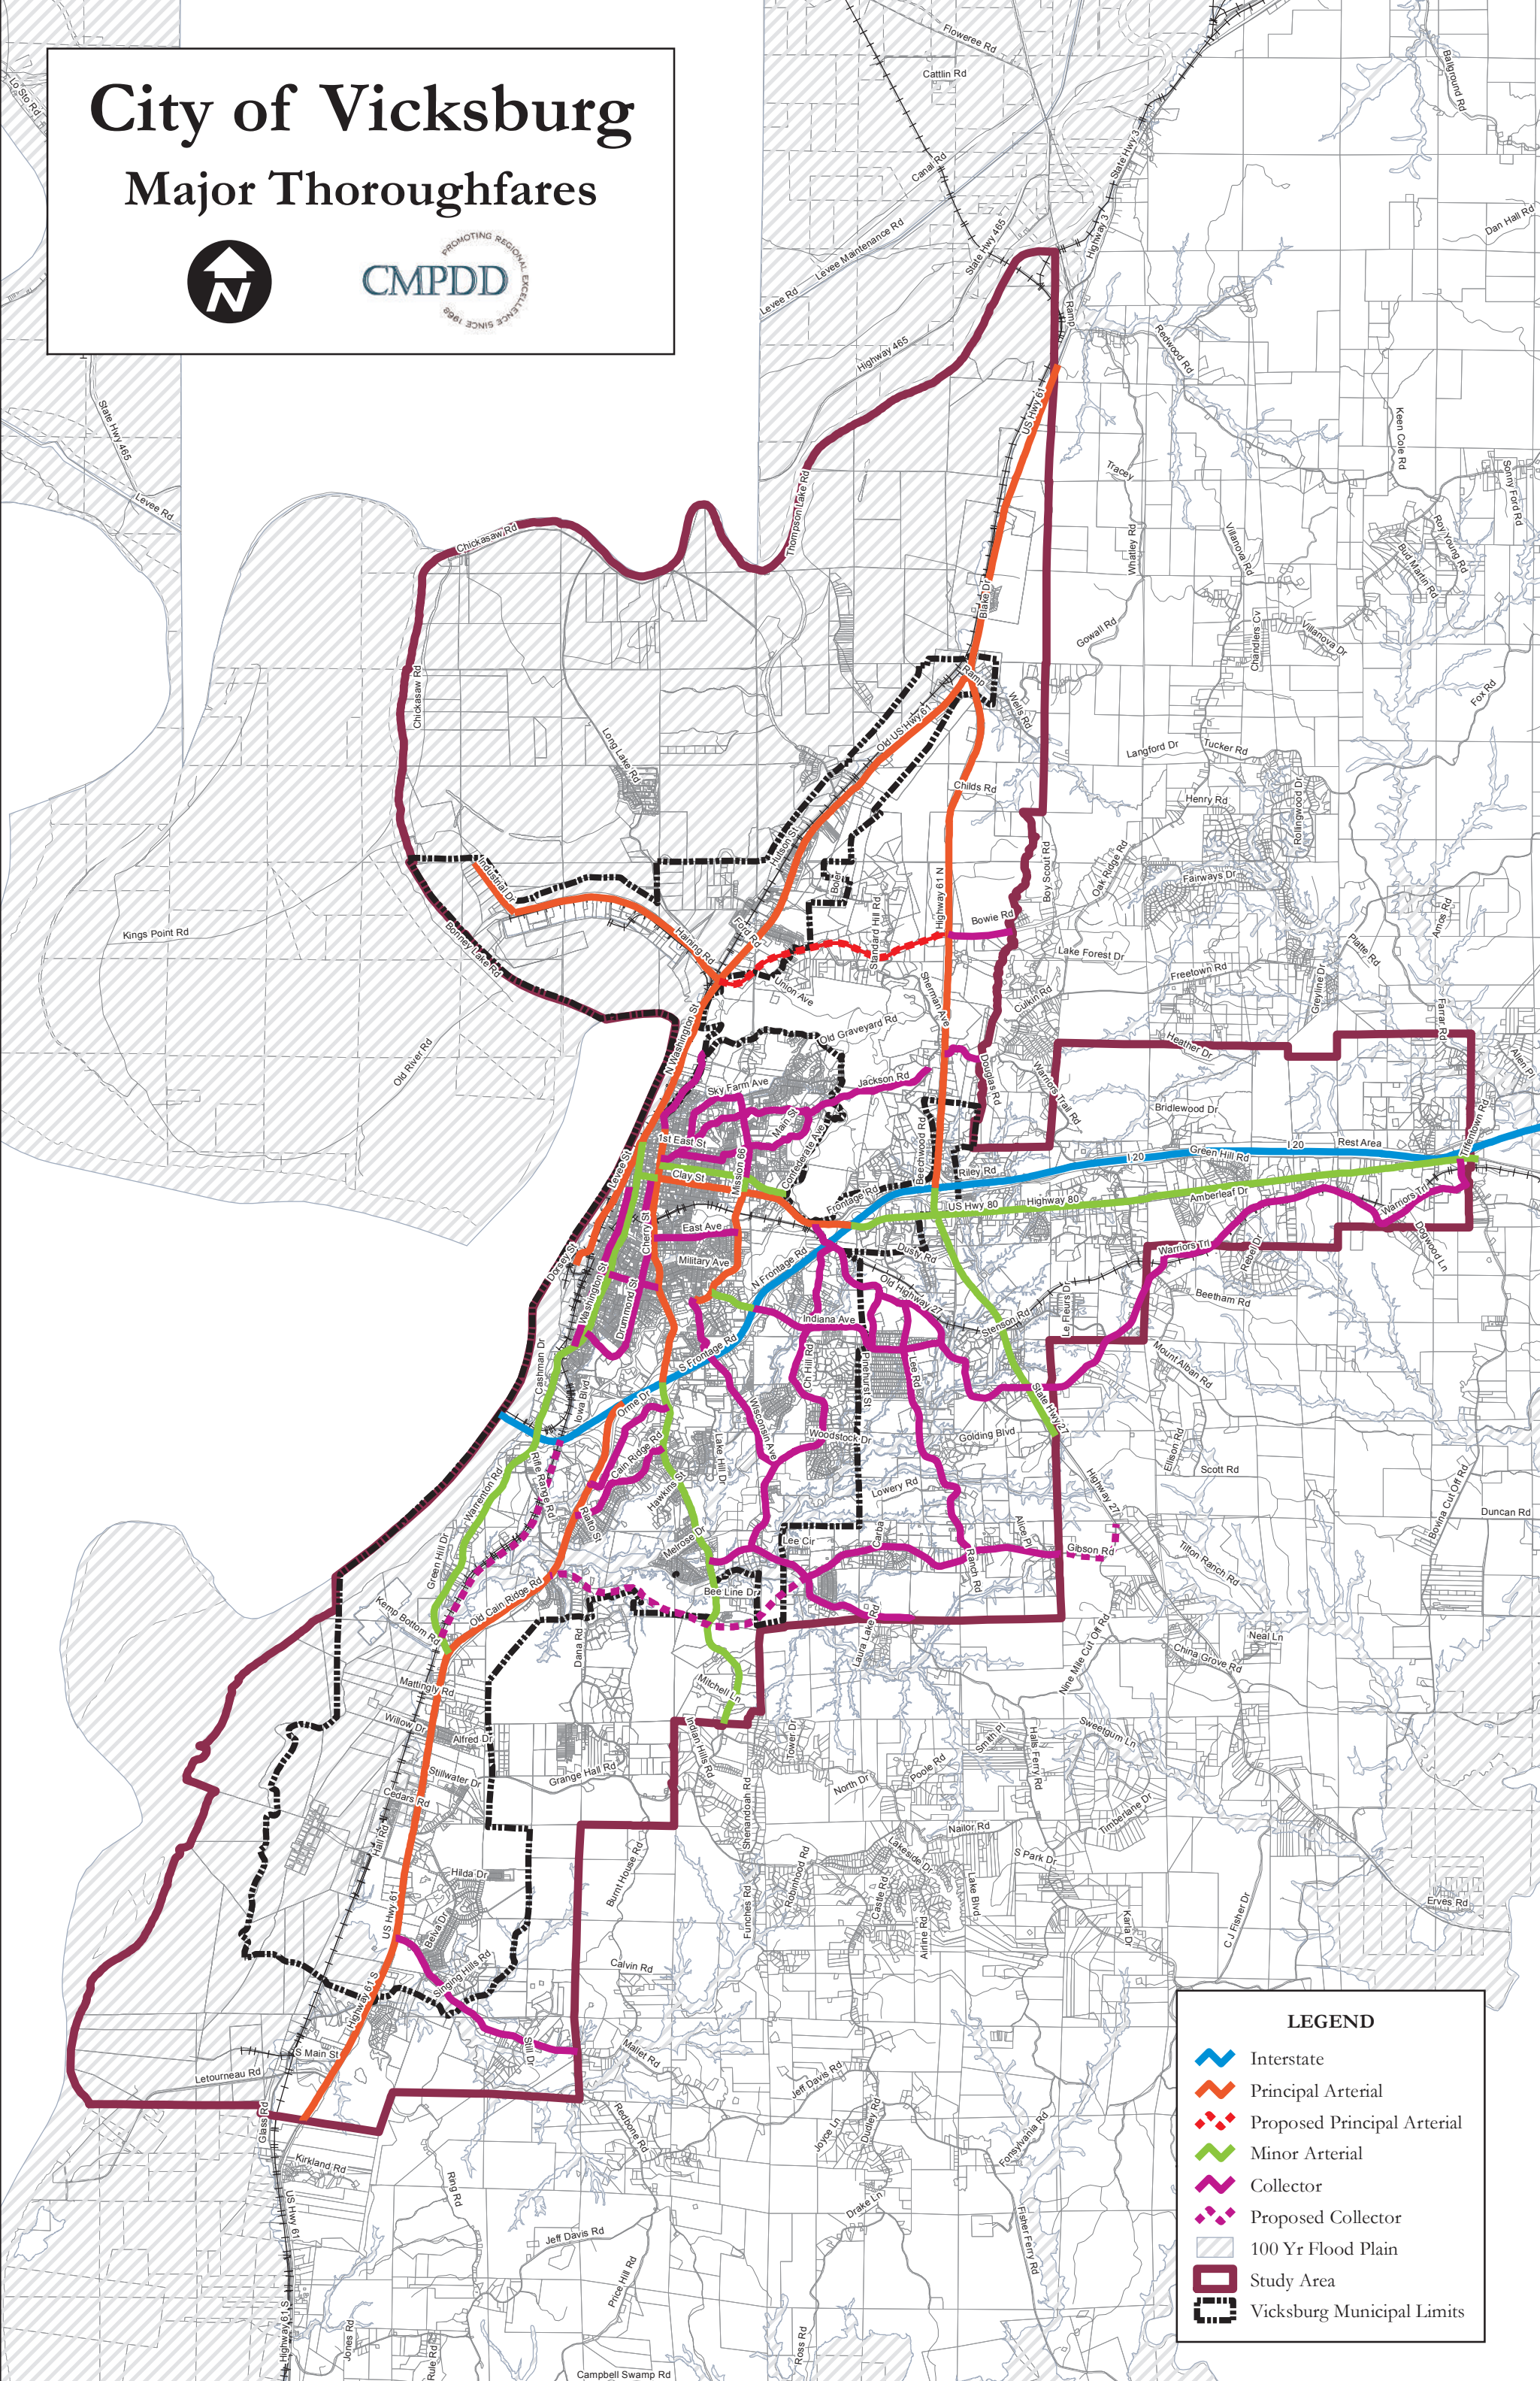 City of Vicksburg
Major Thoroughfares
N
CMPDD
PROMOTING REGIONAL EXCELLENCE SINCE 1968
Lo Sto Rd
State Hwy 465
Levee Rd
Floweree Rd
Cattlin Rd
Canal Rd
State Hwy 3
Ballground Rd
Dan Hall Rd
State Hwy 465
Highway 3
Levee Maintenance Rd
Levee Rd
Ramp
Highway 465
Redwood Rd
US Hwy 61
Keen Cole Rd
Tracey
Sonny Ford Rd
Roy Young Rd
Bud Martin Rd
Thompson Lake Rd
Chickasaw Rd
Whatley Rd
Villanova Rd
Blake Dr
Gowall Rd
Chandlers Cv
Villanova Dr
Chickasaw Rd
Ramp
Fox Rd
Wells Rd
Old US Hwy 61
Long Lake Rd
Langford Dr
Tucker Rd
Childs Rd
Henry Rd
Rollingwood Dr
Hutson St
Industrial Dr
Boler
Boy Scout Rd
Oak Ridge Rd
Fairways Dr
Highway 61 N
Standard Hill Rd
Bowie Rd
Amos Rd
Kings Point Rd
Bonney Lake Rd
Haining Rd
Ford Rd
Lake Forest Dr
Platte Rd
Freetown Rd
Greyline Dr
Union Ave
Sherman Ave
Culkin Rd
Farrar Rd
N Washington St
Old Graveyard Rd
Old River Rd
Heather Dr
Allen Pl
Sky Farm Ave
Jackson Rd
Douglas Rd
Warriors Trail Rd
Bridlewood Dr
Main St
1st East St
Confederate Ave
Beechwood Rd
Tiffentown Rd
Levee St
Clay St
Mission 66
I 20
Green Hill Rd
I 20
Rest Area
Riley Rd
Frontage Rd
US Hwy 80
Highway 80
Amberleaf Dr
Warriors Trl
Cherry St
East Ave
Dorsey St
Military Ave
N Frontage Rd
Dusty Rd
Warriors Trl
Rebel Dr
Dogwood Ln
Washington St
Drummond St
Old Highway 27
Beetham Rd
Le Fleurs Dr
Stenson Rd
Indiana Ave
S Frontage Rd
Cashman Dr
Ch Hill Rd
Pinehurst St
Lee Rd
Mount Alban Rd
Iowa Blvd
Orme Dr
Wisconsin Ave
State Hwy 27
Cain Ridge Rd
Lake Hill Dr
Woodstock Dr
Golding Blvd
Ellison Rd
Scott Rd
Warrenton Rd
Rifle Range Rd
Hawkins St
Lowery Rd
Highway 27
Bovina Cut Off Rd
Duncan Rd
Rialto St
Melrose Dr
Lee Cir
Carba
Alice Pl
Gibson Rd
Tilton Ranch Rd
Green Hill Dr
Ranch Rd
Kemp Bottom Rd
Old Cain Ridge Rd
Bee Line Dr
Dana Rd
Laura Lake Rd
Nine Mile Cut Off Rd
Neal Ln
China Grove Rd
Mattingly Rd
Mitchell Ln
Willow Dr
Alfred Dr
Indian Hills Rd
Tower Dr
Smith Pl
Halls Ferry Rd
Sweetgum Ln
Stillwater Dr
Grange Hall Rd
North Dr
Poole Rd
Cedars Rd
Shenandoah Rd
Timberlane Dr
Hall Rd
Nailor Rd
Lakeside Dr
S Park Dr
Hilda Dr
Burnt House Rd
Robinhood Rd
Castle Rd
Lake Blvd
Erves Rd
US Hwy 61
Belva Dr
Funches Rd
Airline Rd
Kara Dr
C J Fisher Dr
Singing Hills Rd
Calvin Rd
Highway 61 S
S Main St
Still Dr
Mallet Rd
Letourneau Rd
Jeff Davis Rd
Glass Rd
Redbone Rd
Joyce Ln
Dudley Rd
Fonsylvania Rd
Kirkland Rd
Ring Rd
US Hwy 61
Drake Ln
Fisher Ferry Rd
Jeff Davis Rd
Price Hill Rd
Highway 61 S
Jones Rd
Rule Rd
Ross Rd
Campbell Swamp Rd
LEGEND
Interstate
Principal Arterial
Proposed Principal Arterial
Minor Arterial
Collector
Proposed Collector
100 Yr Flood Plain
Study Area
Vicksburg Municipal Limits